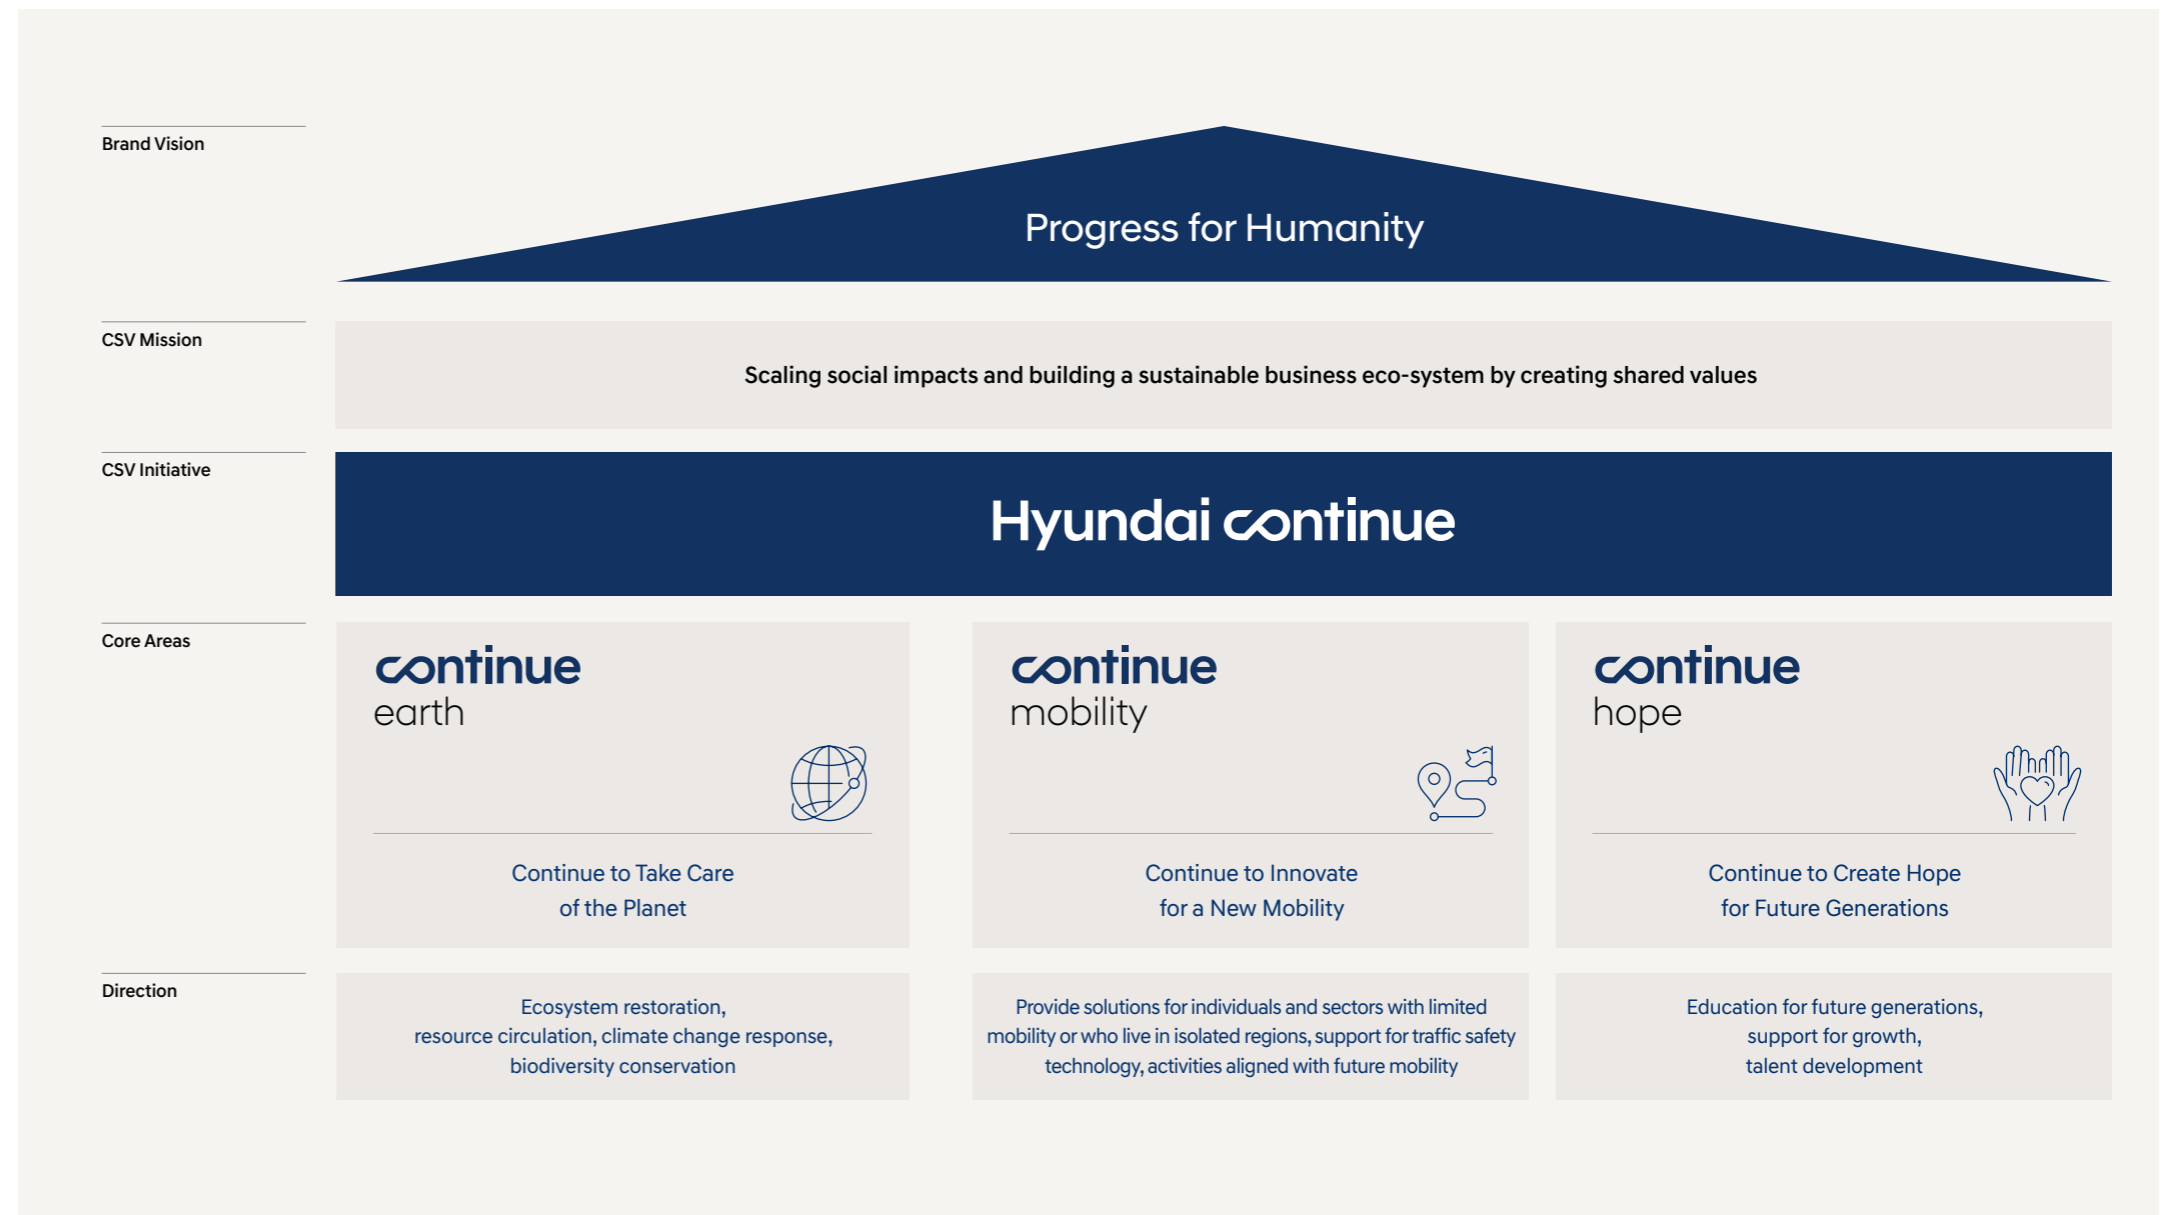 Brand Vision
Progress for Humanity
CSV Mission
Scaling social impacts and building a sustainable business eco-system by creating shared values
CSV Initiative
Hyundai continue
Core Areas
continue
earth
Continue to Take Care
of the Planet
continue
mobility
Continue to Innovate
for a New Mobility
continue
hope
Continue to Create Hope
for Future Generations
Direction
Ecosystem restoration,
resource circulation, climate change response,
biodiversity conservation
Provide solutions for individuals and sectors with limited
mobility or who live in isolated regions, support for traffic safety
technology, activities aligned with future mobility
Education for future generations,
support for growth,
talent development